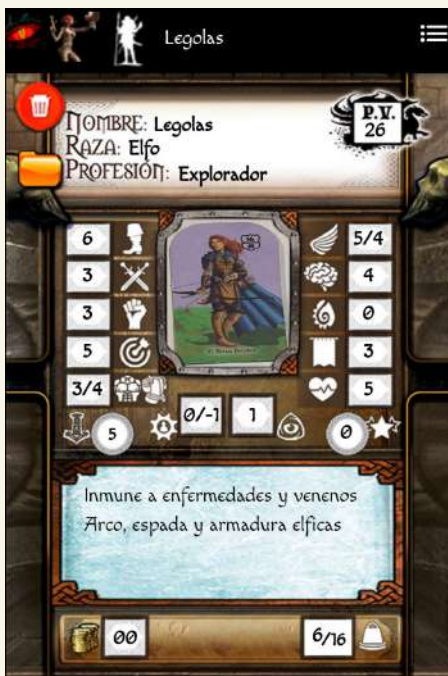 Legolas
P.V.
26
NOMBRE: Legolas
RAZA: Elfo
PROFESIÓN: Explorador
6
5/4
3
4
3
0
5
3
3/4
5
5
0/-1
1
0
Inmune a enfermedades y venenos
Arco, espada y armadura elficas
00
6/16